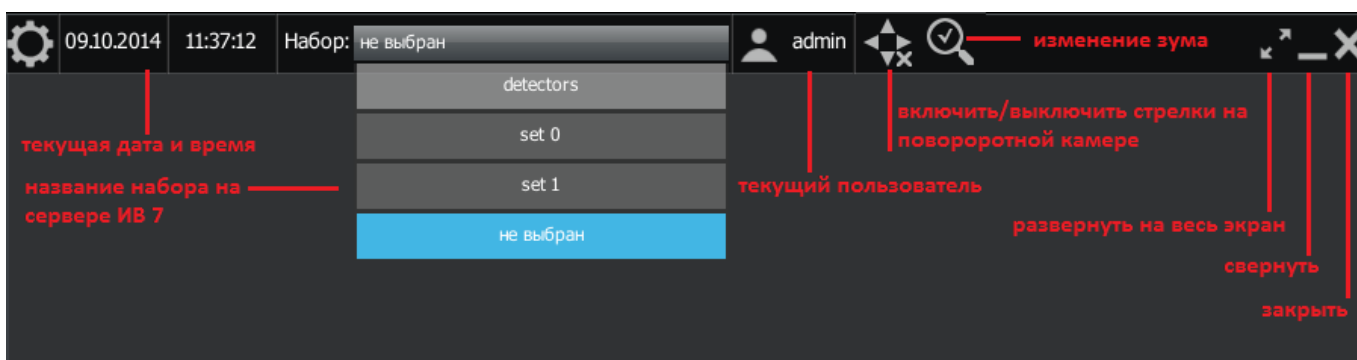 09.10.2014 11:37:12 Набор: не выбран admin изменение зума
detectors
set 0
set 1
не выбран
текущая дата и время
название набора на
сервере ИВ 7
включить/выключить стрелки на
повороротной камере
текущий пользователь
развернуть на весь экран
свернуть
закрыть